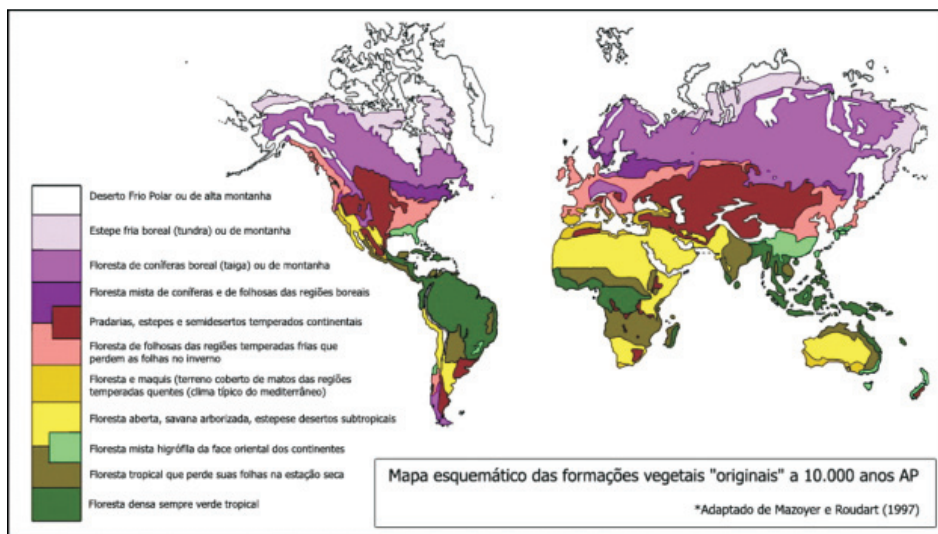 Deserto Frio Polar ou de alta montanha
Estepe fria boreal (tundra) ou de montanha
Floresta de coníferas boreal (taiga) ou de montanha
Floresta mista de coníferas e de folhosas das regiões boreais
Pradarias, estepes e semidesertos temperados continentais
Floresta de folhosas das regiões temperadas frias que
perdem as folhas no inverno
Floresta e maquis (terreno coberto de matos das regiões
temperadas quentes (clima típico do mediterrâneo)
Floresta aberta, savana arborizada, estepese desertos subtropicais
Floresta mista higrófila da face oriental dos continentes
Floresta tropical que perde suas folhas na estação seca
Floresta densa sempre verde tropical
Mapa esquemático das formações vegetais "originais" a 10.000 anos AP
*Adaptado de Mazoyer e Roudart (1997)